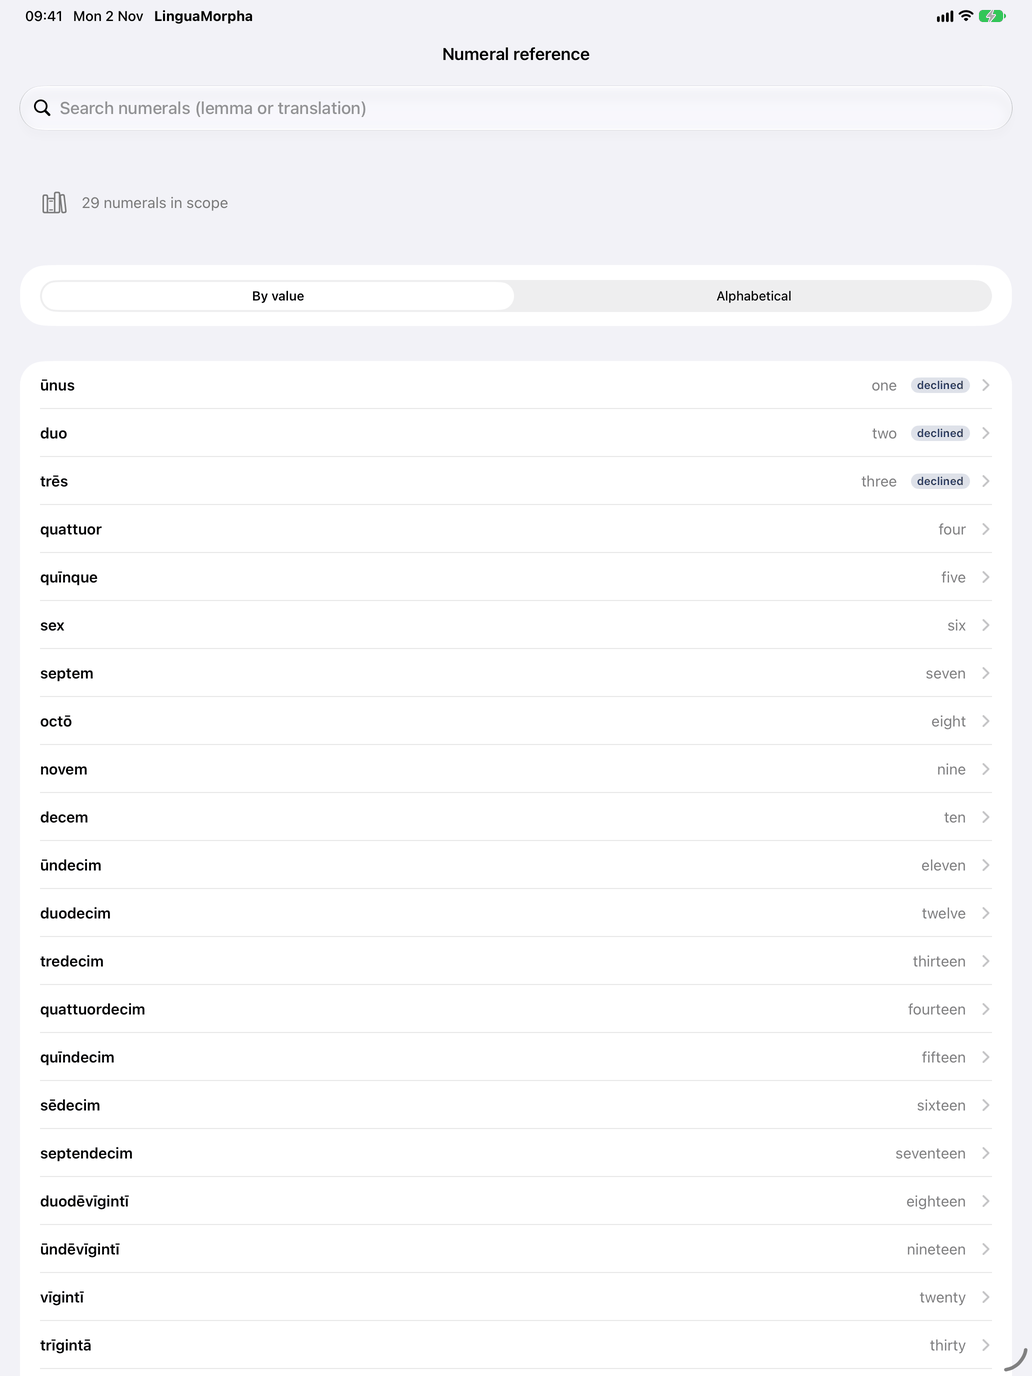 09:41 Mon 2 Nov LinguaMorpha
Numeral reference
Search numerals (lemma or translation)
29 numerals in scope
By value Alphabetical
ūnus one declined
duo two declined
trēs three declined
quattuor four
quīnque five
sex six
septem seven
octō eight
novem nine
decem ten
ūndecim eleven
duodecim twelve
tredecim thirteen
quattuordecim fourteen
quīndecim fifteen
sēdecim sixteen
septendecim seventeen
duodēvīgintī eighteen
ūndēvīgintī nineteen
vīgintī twenty
trīgintā thirty